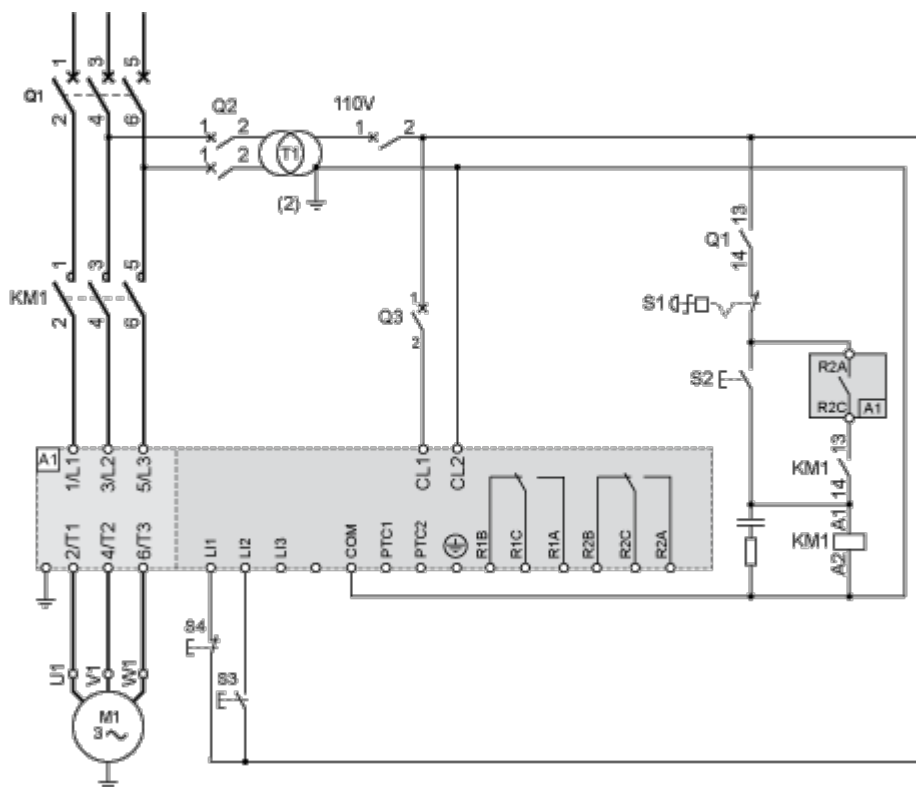 1 3 5
Q1
2 4 6
Q2 110V
1 2 1 2
T1
1 2
(2)
13
Q1
14
1 3 5
KM1
2 4 6
1
Q3
2
S1
S2
R2A
R2C A1
13
KM1
14
A1
KM1
A2
A1
1/L1 3/L2 5/L3 CL1 CL2
2/T1 4/T2 6/T3 LI1 LI2 LI3 COM PTC1 PTC2 R1B R1C R1A R2B R2C R2A
S4
S3
U1 V1 W1
M1
3